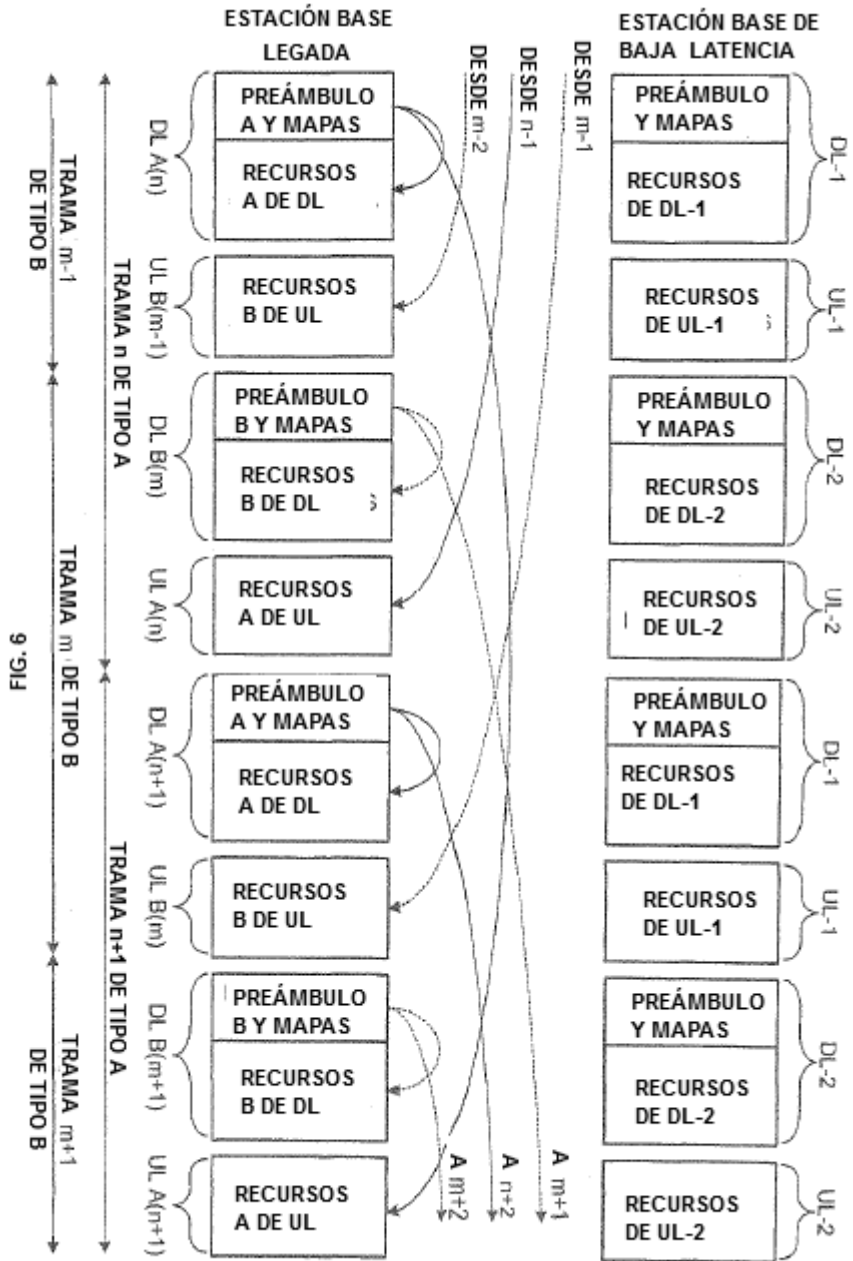 ESTACIÓN BASE
LEGADA
ESTACIÓN BASE DE
BAJA LATENCIA
DESDE m-2
DESDE n-1
DESDE m-1
TRAMA m-1
DE TIPO B
TRAMA n DE TIPO A
TRAMA m DE TIPO B
TRAMA n+1 DE TIPO A
TRAMA m+1
DE TIPO B
DL A(n)
PREÁMBULO
A Y MAPAS
RECURSOS
A DE DL
PREÁMBULO
Y MAPAS
RECURSOS
DE DL-1
DL-1
UL B(m-1)
RECURSOS
B DE UL
RECURSOS
DE UL-1
UL-1
DL B(m)
PREÁMBULO
B Y MAPAS
RECURSOS
B DE DL
PREÁMBULO
Y MAPAS
RECURSOS
DE DL-2
DL-2
UL A(n)
RECURSOS
A DE UL
RECURSOS
DE UL-2
UL-2
DL A(n+1)
PREÁMBULO
A Y MAPAS
RECURSOS
A DE DL
PREÁMBULO
Y MAPAS
RECURSOS
DE DL-1
DL-1
UL B(m)
RECURSOS
B DE UL
RECURSOS
DE UL-1
UL-1
DL B(m+1)
PREÁMBULO
B Y MAPAS
RECURSOS
B DE DL
PREÁMBULO
Y MAPAS
RECURSOS
DE DL-2
DL-2
UL A(n+1)
RECURSOS
A DE UL
RECURSOS
DE UL-2
UL-2
A m+2
A n+2
A m+1
FIG. 6